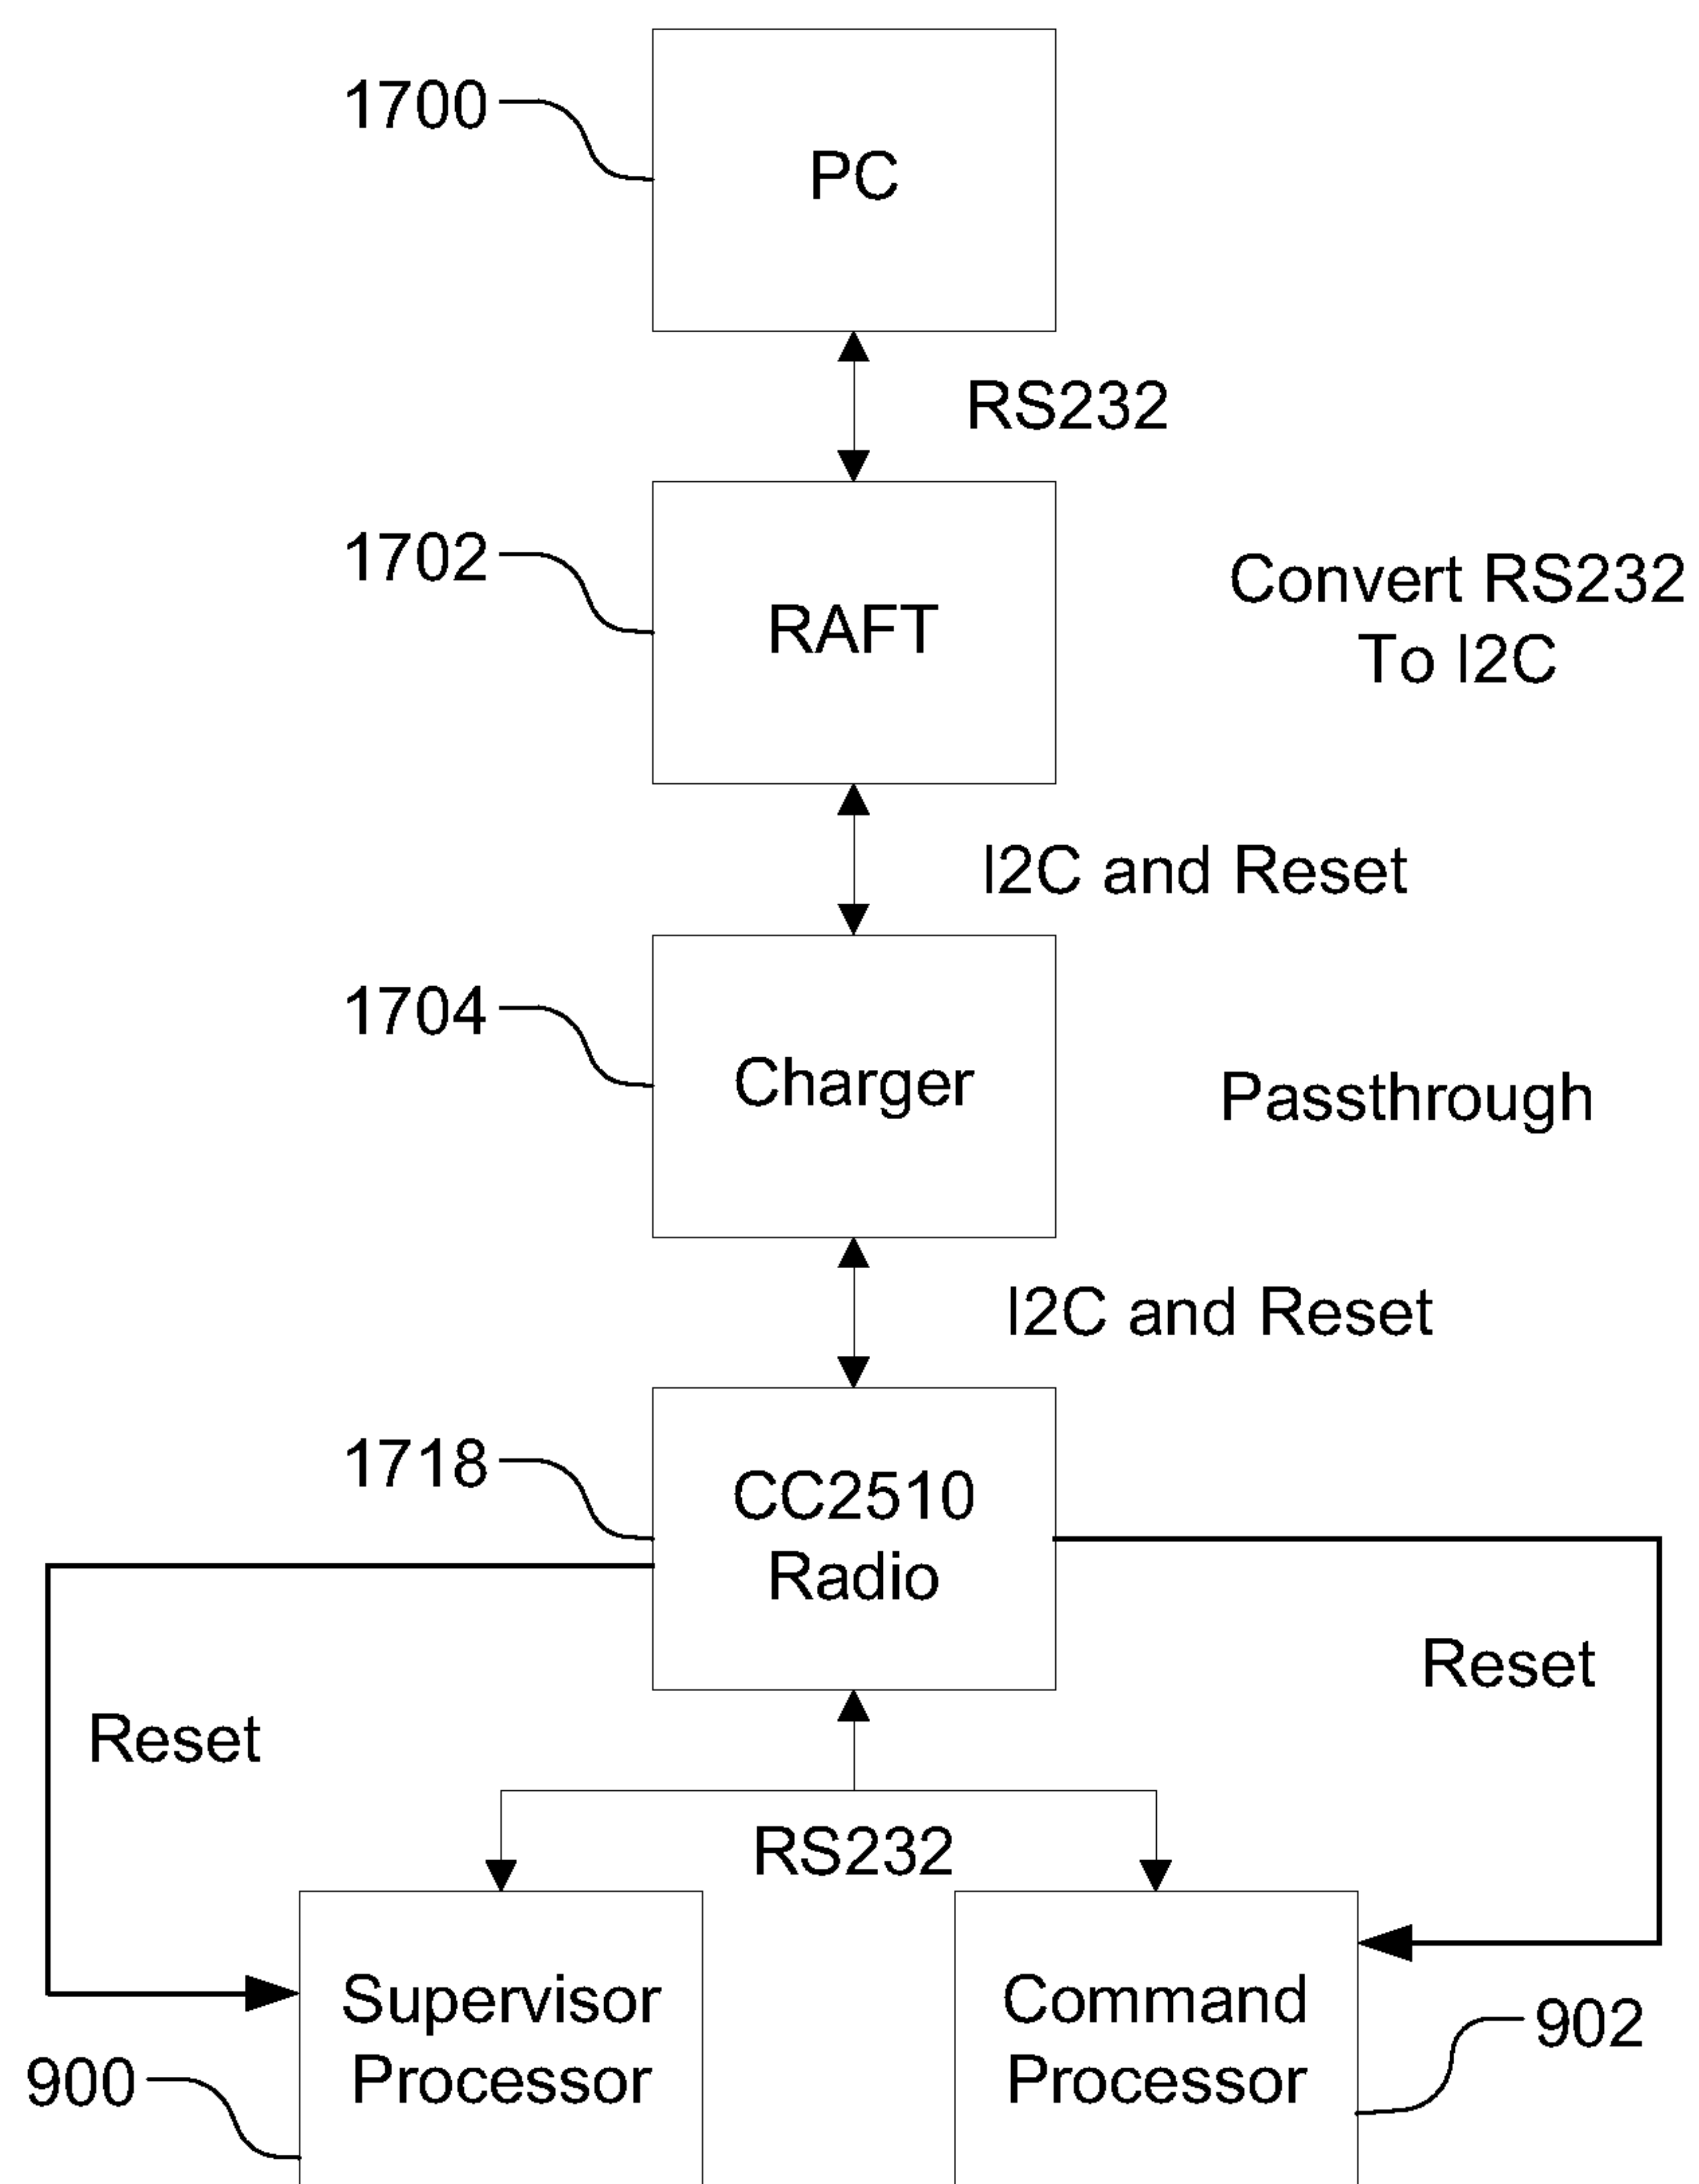 1700
PC
RS232
1702
RAFT
Convert RS232
To I2C
I2C and Reset
1704
Charger
Passthrough
I2C and Reset
1718
CC2510
Radio
Reset
Reset
RS232
Supervisor
Processor
Command
Processor
902
900